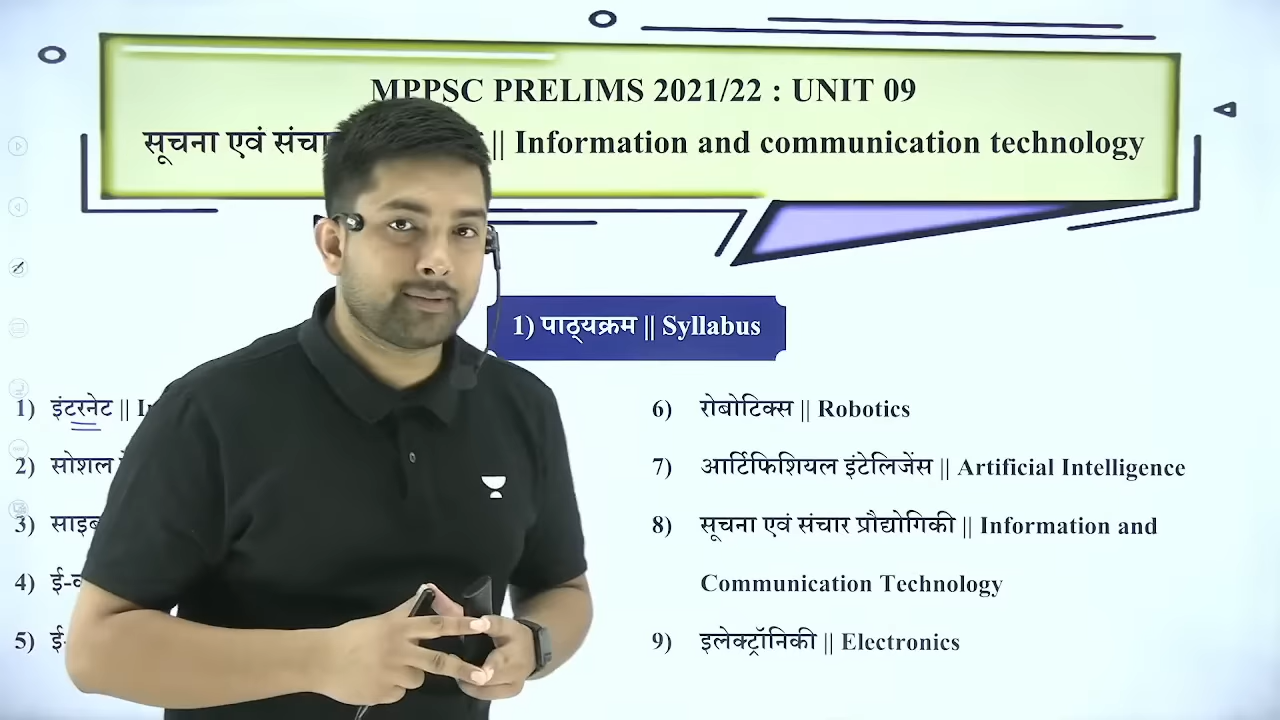 MPPSC PRELIMS 2021/22 : UNIT 09
सूचना एवं || Information and communication technology
1) पाठ्यक्रम || Syllabus
1) इंटरनेट ||
2) सोशल
3)
4)
5)
6) रोबोटिक्स || Robotics
7) आर्टिफिशियल इंटेलिजेंस || Artificial Intelligence
8) सूचना एवं संचार प्रौद्योगिकी || Information and
Communication Technology
9) इलेक्ट्रॉनिकी || Electronics